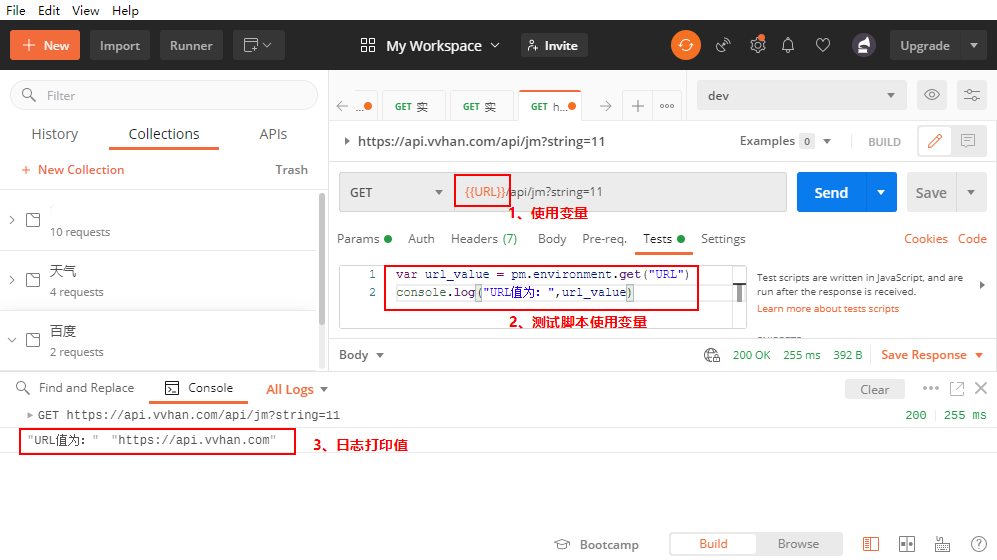 File Edit View Help
+ New Import Runner My Workspace Invite Upgrade
Filter
... GET 实 GET 实 GET h... + ooo dev
History Collections APIs
https://api.vvhan.com/api/jm?string=11 Examples 0 BUILD
+ New Collection Trash
GET {{URL}}/api/jm?string=11 Send Save
1、使用变量
10 requests
Params Auth Headers (7) Body Pre-req. Tests Settings Cookies Code
天气
4 requests
1 var url_value = pm.environment.get("URL")
2 console.log("URL值为: ",url_value)
Test scripts are written in JavaScript, and are
run after the response is received.
Learn more about tests scripts
2、测试脚本使用变量
百度
2 requests
Body 200 OK 255 ms 392 B Save Response
Find and Replace Console All Logs Clear
GET https://api.vvhan.com/api/jm?string=11 200 255 ms
"URL值为: " "https://api.vvhan.com"
3、日志打印值
Bootcamp Build Browse